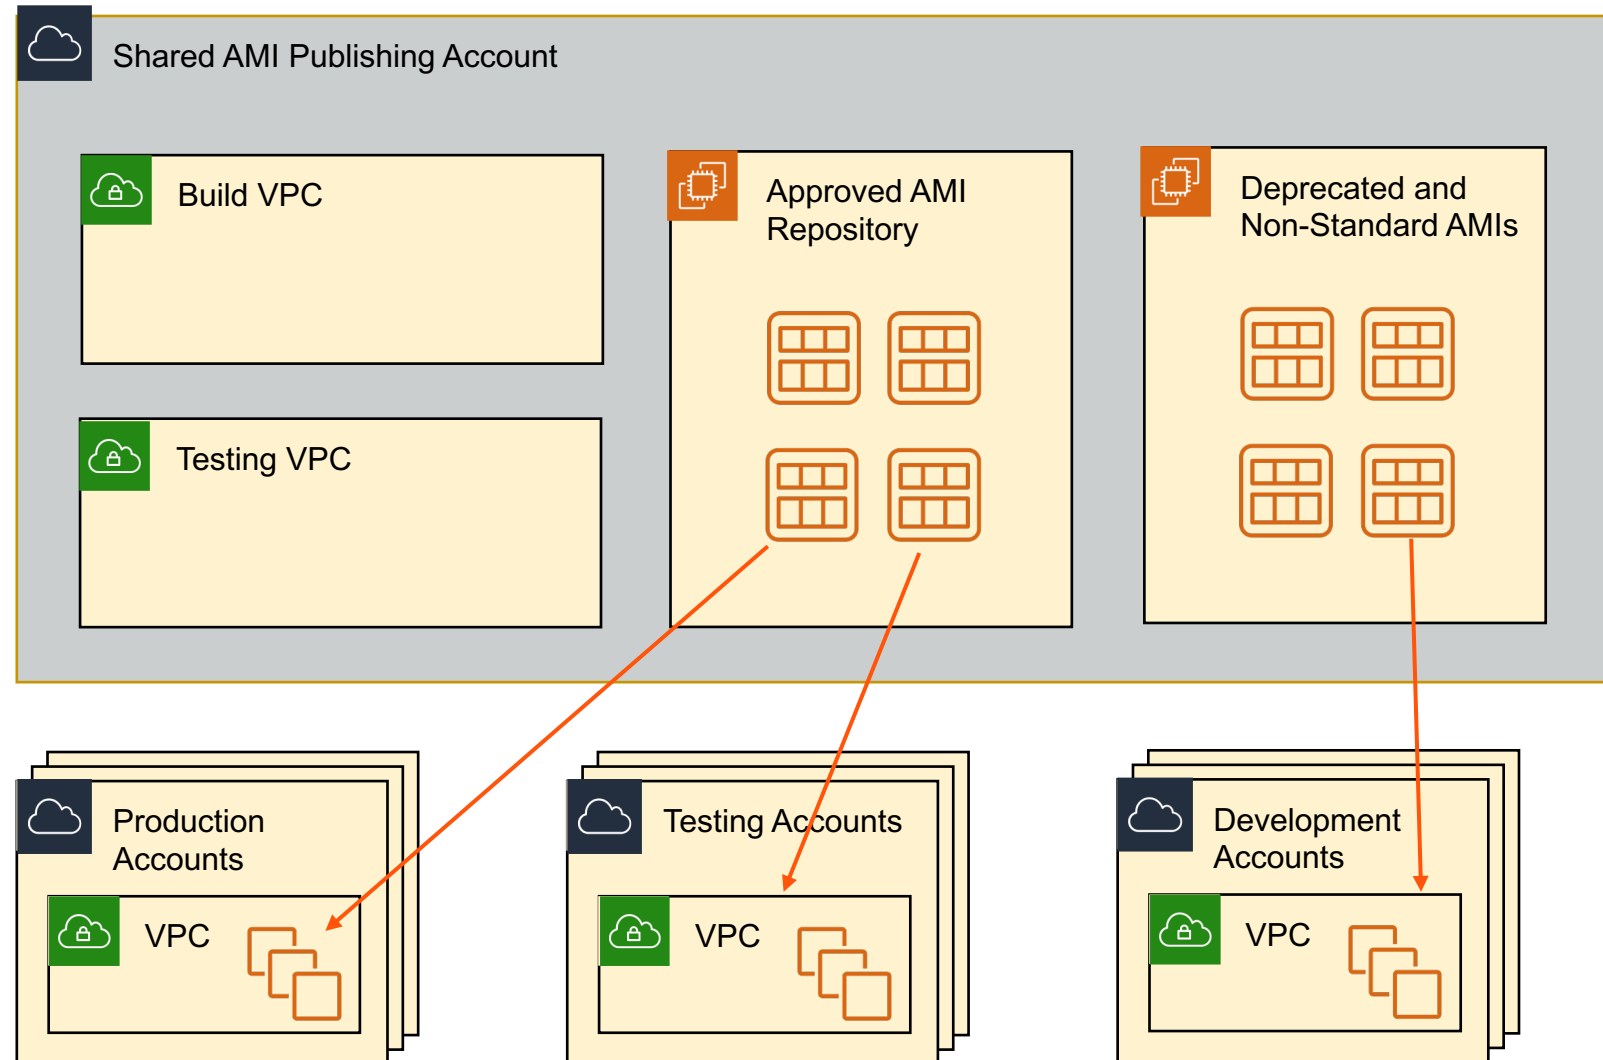 Shared AMI Publishing Account
Build VPC
Testing VPC
Approved AMI
Repository
Deprecated and
Non-Standard AMIs
Production
Accounts
VPC
Testing Accounts
VPC
Development
Accounts
VPC